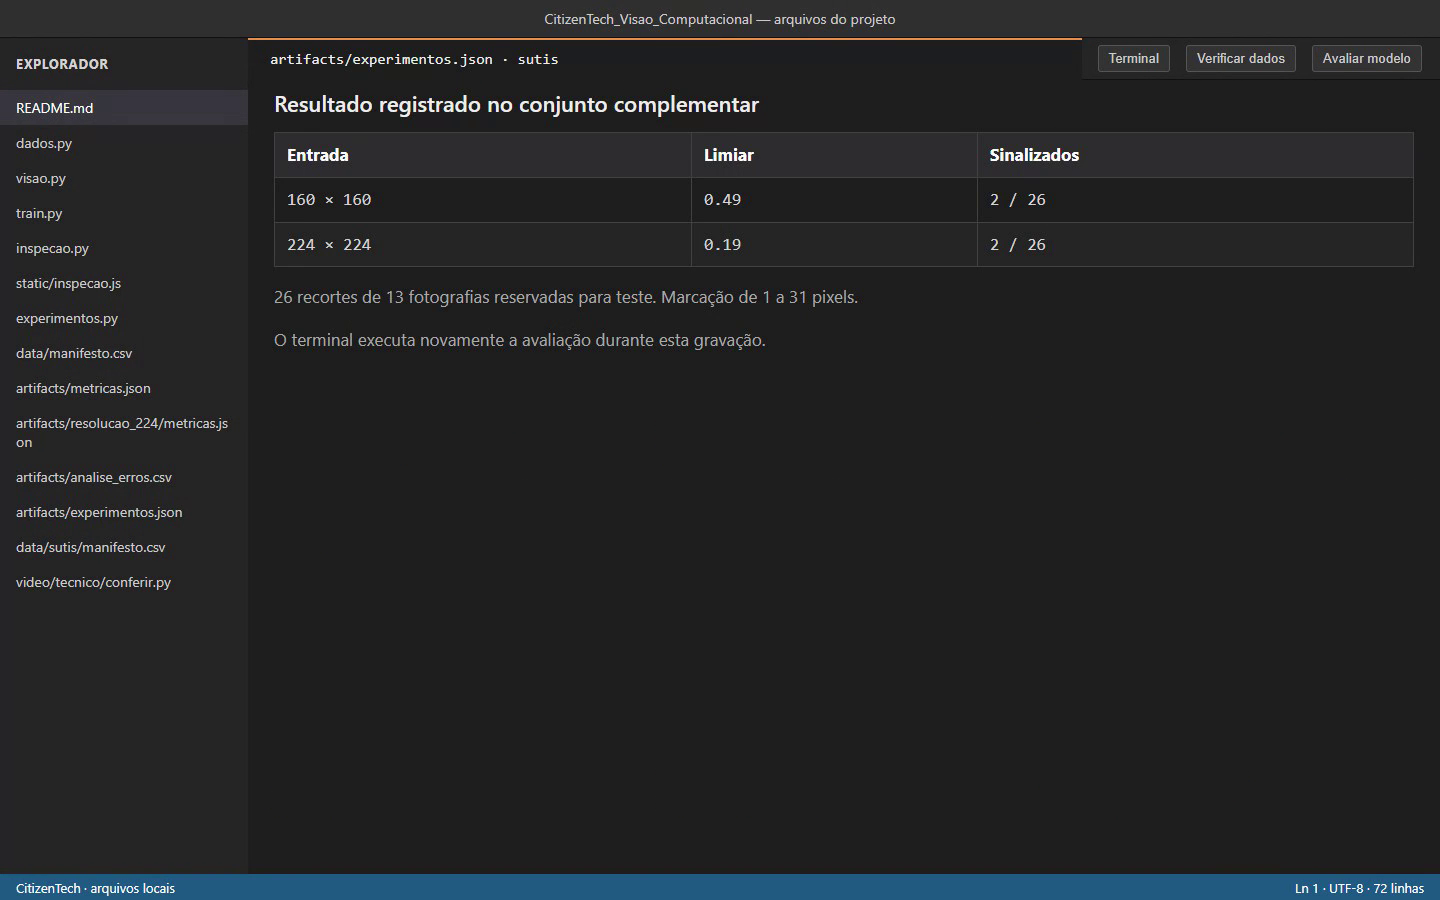 CitizenTech_Visao_Computacional — arquivos do projeto
EXPLORADOR
README.md
dados.py
visao.py
train.py
inspecao.py
static/inspecao.js
experimentos.py
data/manifesto.csv
artifacts/metricas.json
artifacts/resolucao_224/metricas.js
on
artifacts/analise_erros.csv
artifacts/experimentos.json
data/sutis/manifesto.csv
video/tecnico/conferir.py
artifacts/experimentos.json · sutis
Terminal
Verificar dados
Avaliar modelo
Resultado registrado no conjunto complementar
Entrada Limiar Sinalizados
160 × 160 0.49 2 / 26
224 × 224 0.19 2 / 26
26 recortes de 13 fotografias reservadas para teste. Marcação de 1 a 31 pixels.
O terminal executa novamente a avaliação durante esta gravação.
CitizenTech · arquivos locais
Ln 1 · UTF-8 · 72 linhas